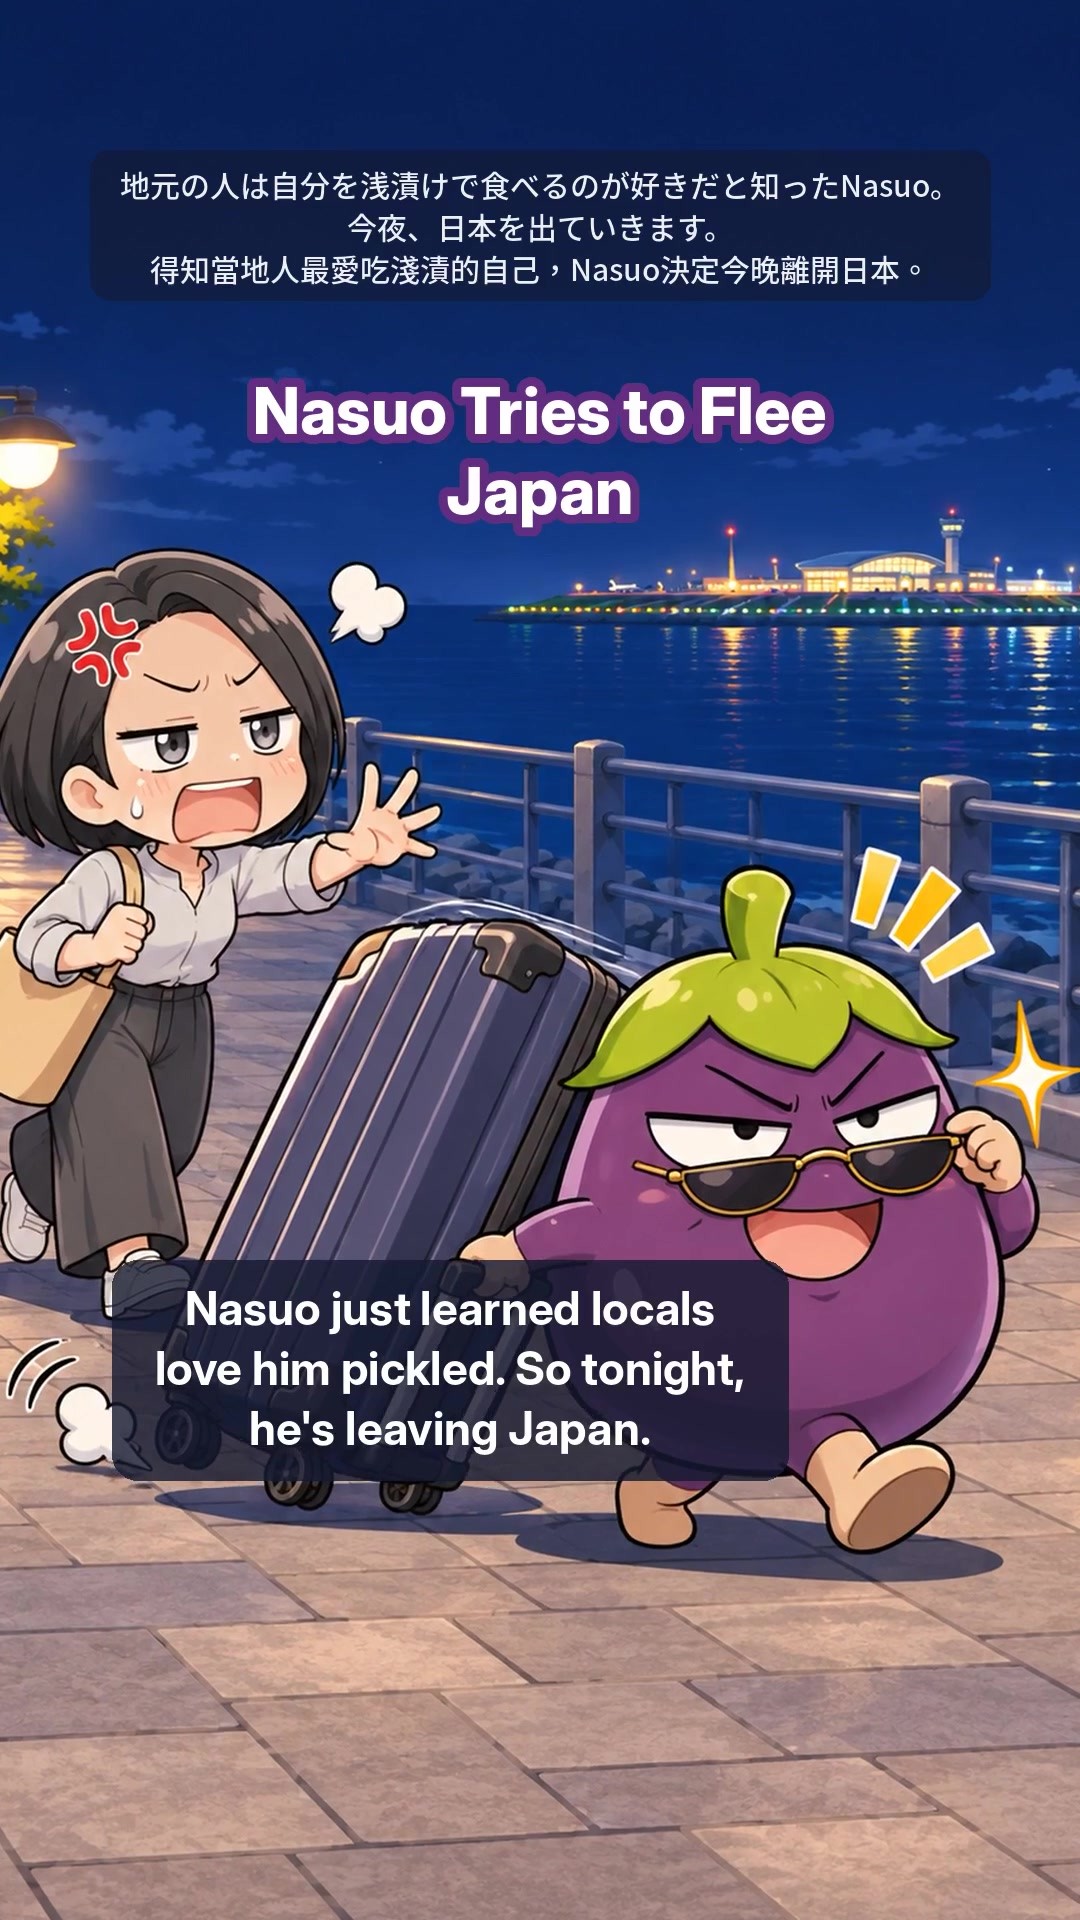 地元の人は自分を浅漬けで食べるのが好きだと知ったNasuo。
今夜、日本を出ていきます。
得知當地人最愛吃淺漬的自己，Nasuo決定今晚離開日本。
Nasuo Tries to Flee
Japan
Nasuo just learned locals
love him pickled. So tonight,
he's leaving Japan.